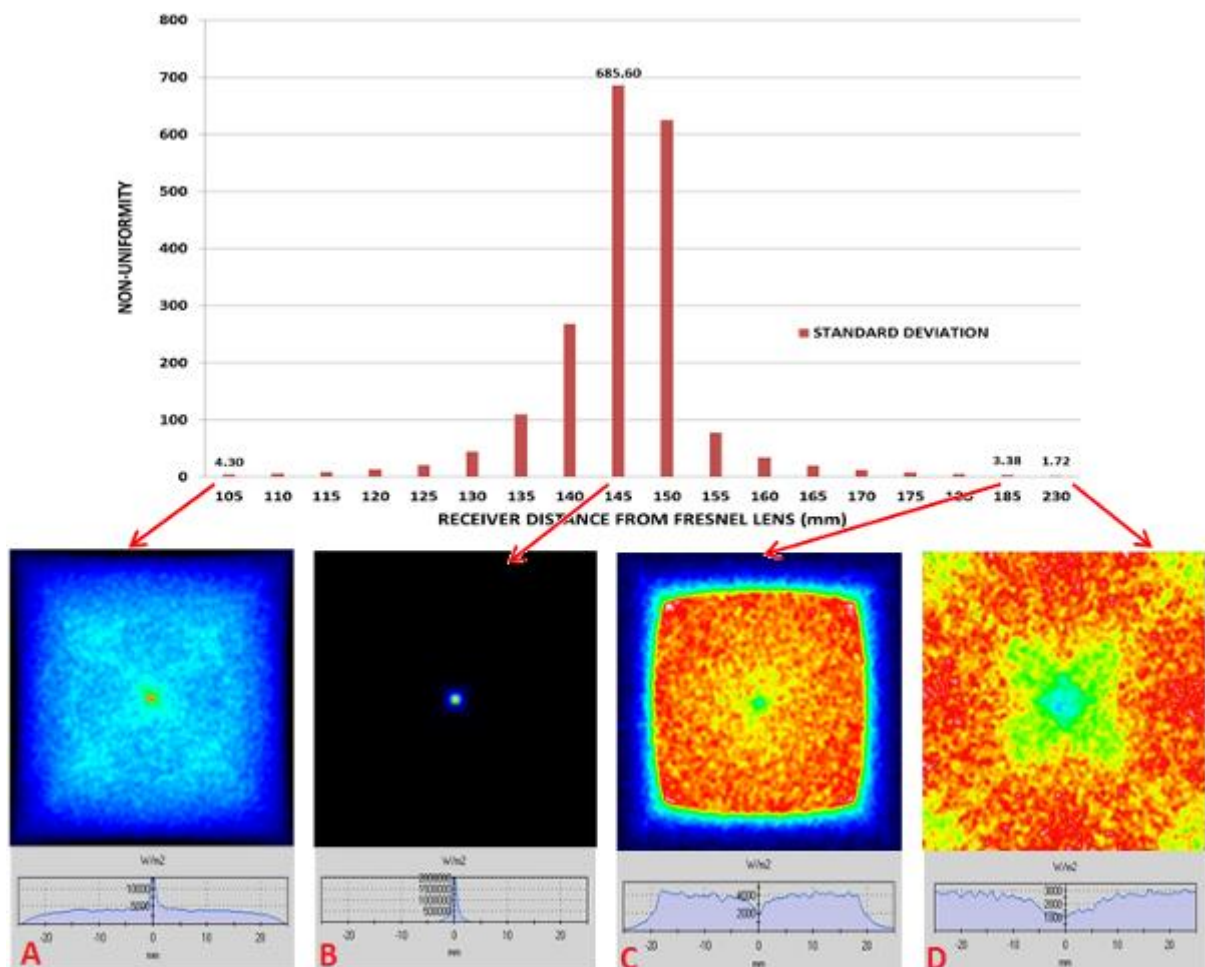 800
700
685.60
600
500
400
300
200
100
0
NON-UNIFORMITY
STANDARD DEVIATION
4.30
3.38
1.72
105 110 115 120 125 130 135 140 145 150 155 160 165 170 175 185 230
RECEIVER DISTANCE FROM FRESNEL LENS (mm)
W/m2
10000
5000
-20 -10 0 10 20
mm
A
W/m2
500000
-20 -10 0 10 20
mm
B
W/m2
4000
2000
-20 -10 0 10 20
mm
C
W/m2
3000
2000
1000
-20 -10 0 10 20
mm
D